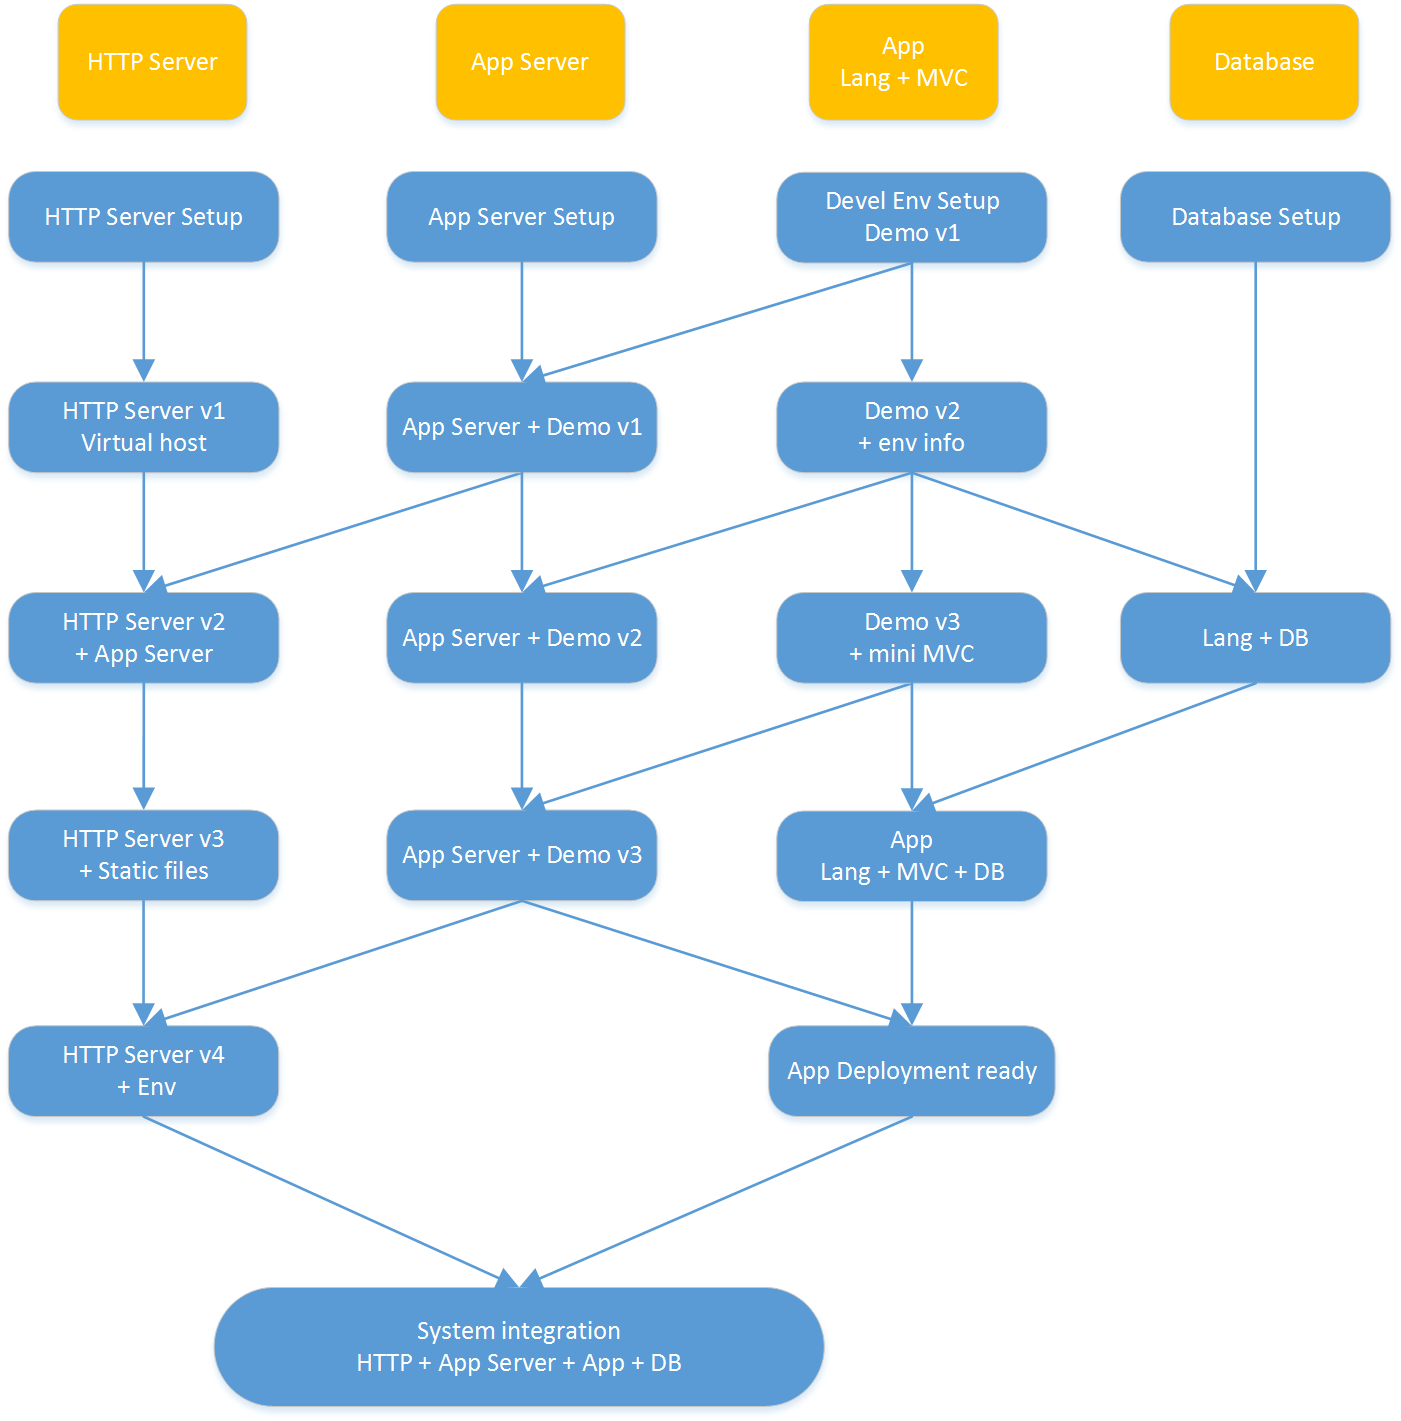 HTTP Server
App Server
App
Lang + MVC
Database
HTTP Server Setup
App Server Setup
Devel Env Setup
Demo v1
Database Setup
HTTP Server v1
Virtual host
App Server + Demo v1
Demo v2
+ env info
HTTP Server v2
+ App Server
App Server + Demo v2
Demo v3
+ mini MVC
Lang + DB
HTTP Server v3
+ Static files
App Server + Demo v3
App
Lang + MVC + DB
HTTP Server v4
+ Env
App Deployment ready
System integration
HTTP + App Server + App + DB